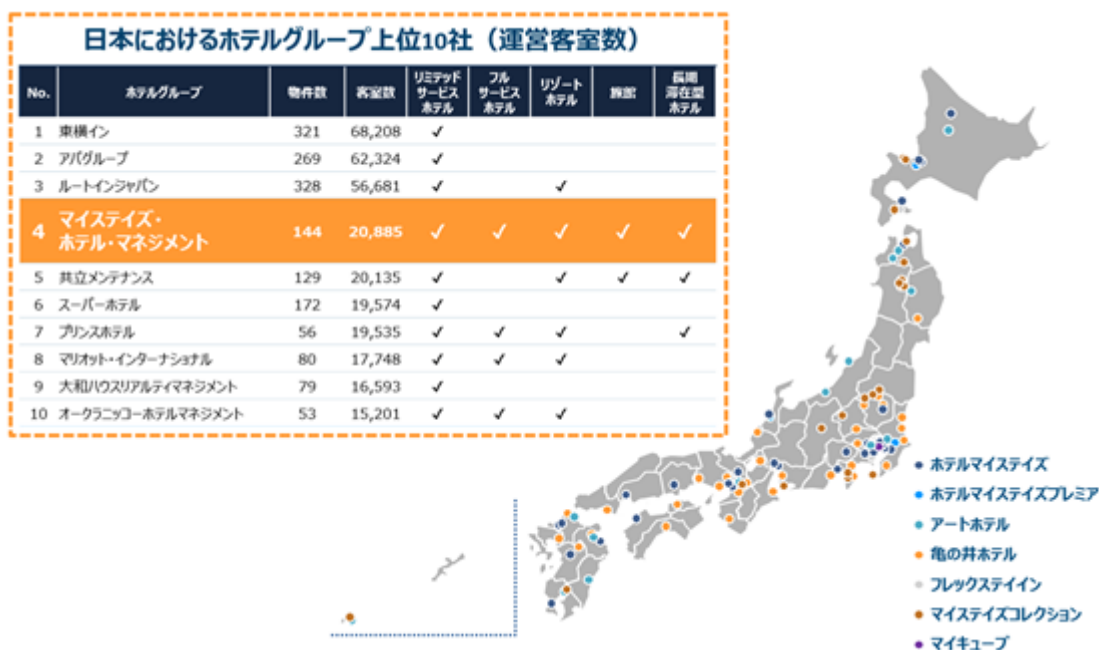 日本におけるホテルグループ上位10社（運営客室数）
No. ホテルグループ 物件数 客室数 リミテッドサービスホテル フルサービスホテル リゾートホテル 旅館 長期滞在型ホテル
1 東横イン 321 68,208 ✓
2 アパグループ 269 62,324 ✓
3 ルートインジャパン 328 56,681 ✓ ✓
4 マイステイズ・ホテル・マネジメント 144 20,885 ✓ ✓ ✓ ✓ ✓
5 共立メンテナンス 129 20,135 ✓ ✓ ✓ ✓
6 スーパーホテル 172 19,574 ✓
7 プリンスホテル 56 19,535 ✓ ✓ ✓ ✓
8 マリオット・インターナショナル 80 17,748 ✓ ✓ ✓
9 大和ハウスリアルティマネジメント 79 16,593 ✓
10 オークラニッコーホテルマネジメント 53 15,201 ✓ ✓ ✓
ホテルマイステイズ
ホテルマイステイズプレミア
アートホテル
亀の井ホテル
フレックステイイン
マイステイズコレクション
マイキューブ